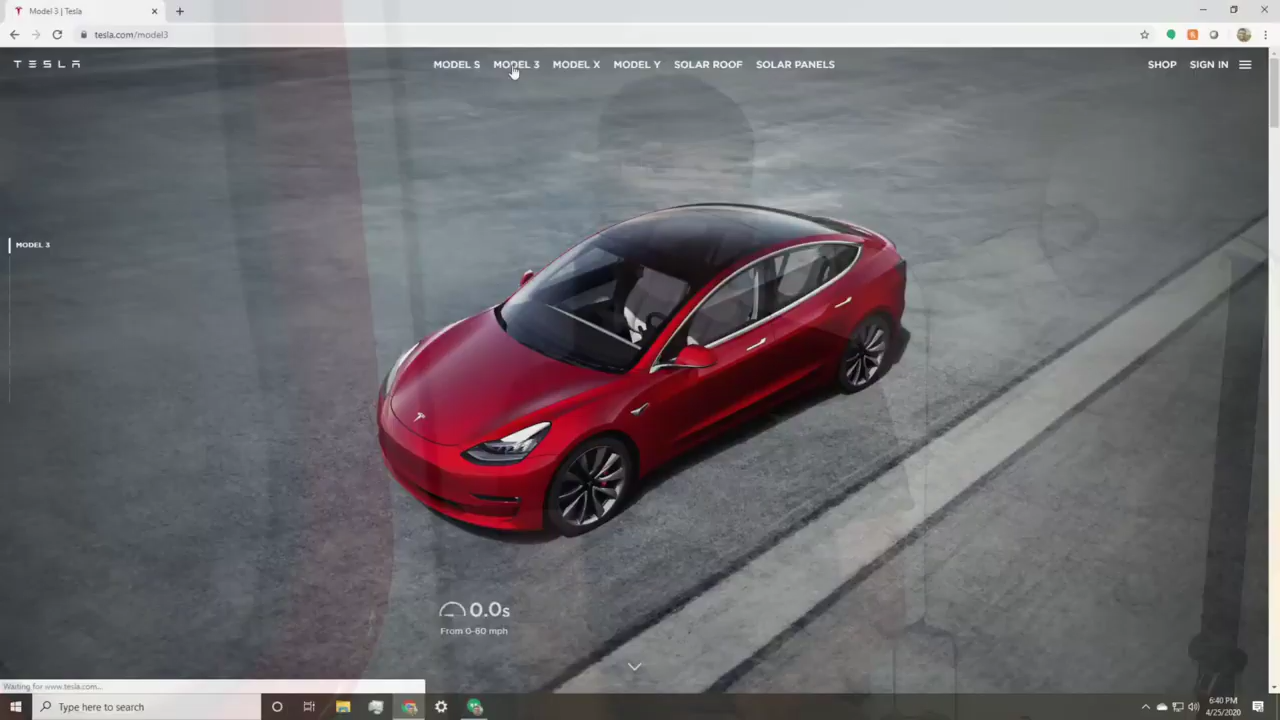 Model 3 | Tesla
tesla.com/model3
TESLA
MODEL S MODEL 3 MODEL X MODEL Y SOLAR ROOF SOLAR PANELS
SHOP SIGN IN
MODEL 3
0.0s
From 0-60 mph
Waiting for www.tesla.com...
Type here to search
6:40 PM
4/25/2020